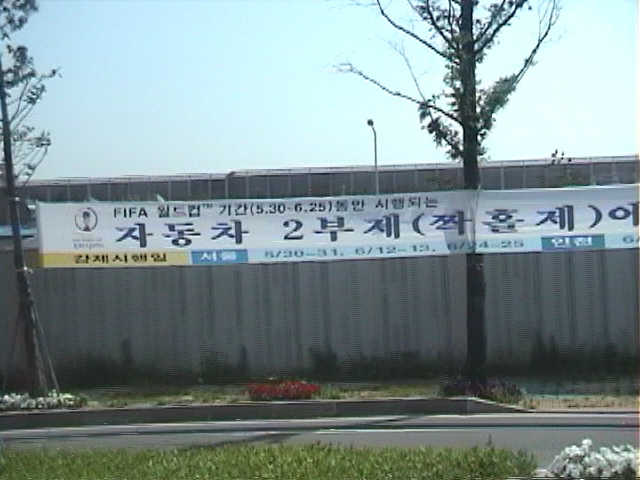 FIFA 월드컵™ 기간(5.30-6.25)동안 시행되는
자동차 2부제(짝홀제)에
강제시행일 서울 5/30-31, 6/12-13, 6/24-25 인천 6